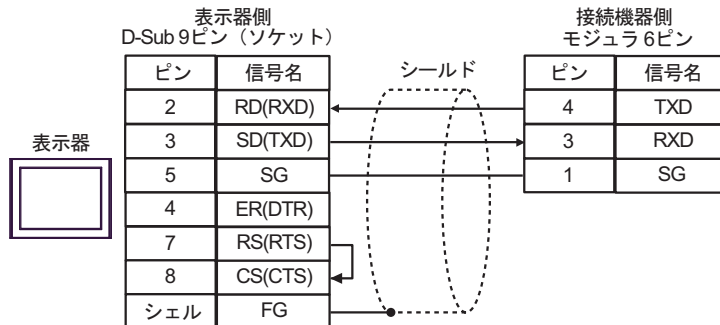 表示器側
D-Sub 9ピン（ソケット）
接続機器側
モジュラ 6ピン
ピン 信号名
シールド
ピン 信号名
2 RD(RXD)
4 TXD
3 SD(TXD)
3 RXD
表示器
5 SG
1 SG
4 ER(DTR)
7 RS(RTS)
8 CS(CTS)
シェル FG